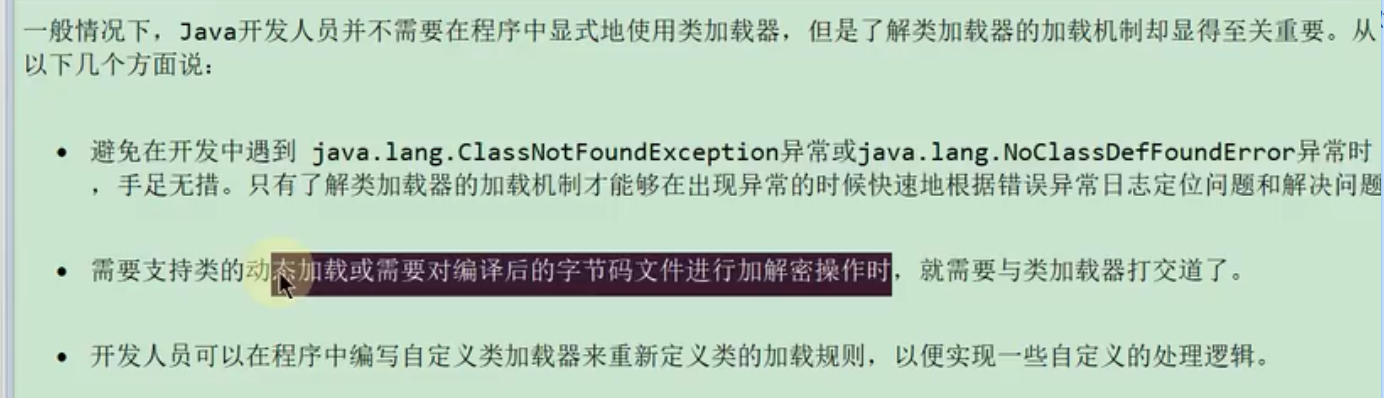 一般情况下，Java开发人员并不需要在程序中显式地使用类加载器，但是了解类加载器的加载机制却显得至关重要。从
以下几个方面说：
• 避免在开发中遇到 java.lang.ClassNotFoundException异常或java.lang.NoClassDefFoundError异常时
，手足无措。只有了解类加载器的加载机制才能够在出现异常的时候快速地根据错误异常日志定位问题和解决问题
• 需要支持类的动态加载或需要对编译后的字节码文件进行加解密操作时，就需要与类加载器打交道了。
• 开发人员可以在程序中编写自定义类加载器来重新定义类的加载规则，以便实现一些自定义的处理逻辑。